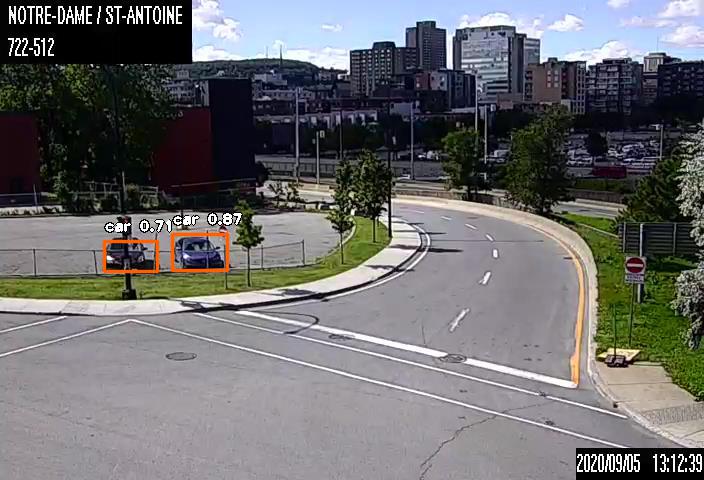 NOTRE-DAME / ST-ANTOINE
722-512
car 0.71
car 0.87
2020/09/05 13:12:39